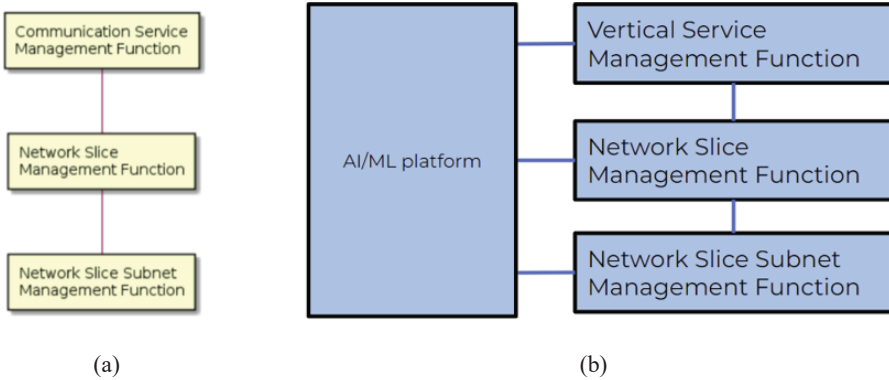 Communication Service
Management Function
Network Slice
Management Function
Network Slice Subnet
Management Function
(a)
AI/ML platform
Vertical Service
Management Function
Network Slice
Management Function
Network Slice Subnet
Management Function
(b)